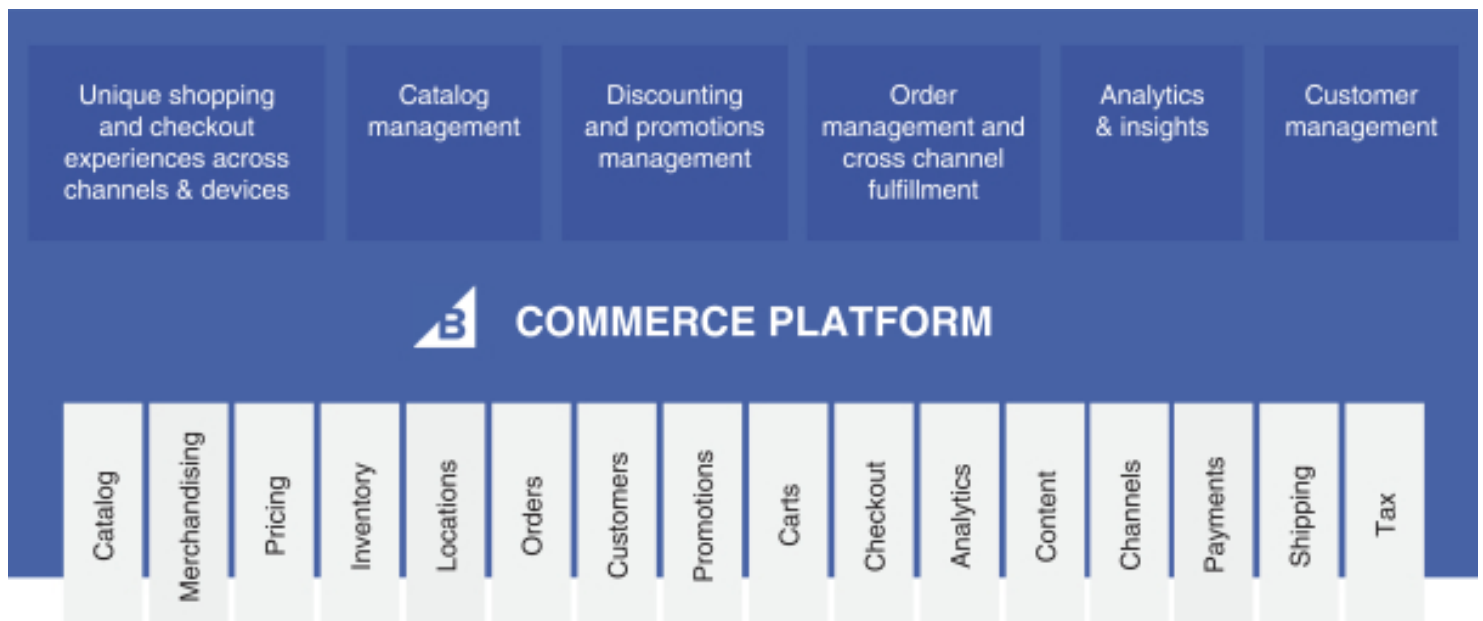 Unique shopping
and checkout
experiences across
channels & devices
Catalog
management
Discounting
and promotions
management
Order
management and
cross channel
fulfillment
Analytics
& insights
Customer
management
B COMMERCE PLATFORM
Catalog
Merchandising
Pricing
Inventory
Locations
Orders
Customers
Promotions
Carts
Checkout
Analytics
Content
Channels
Payments
Shipping
Tax